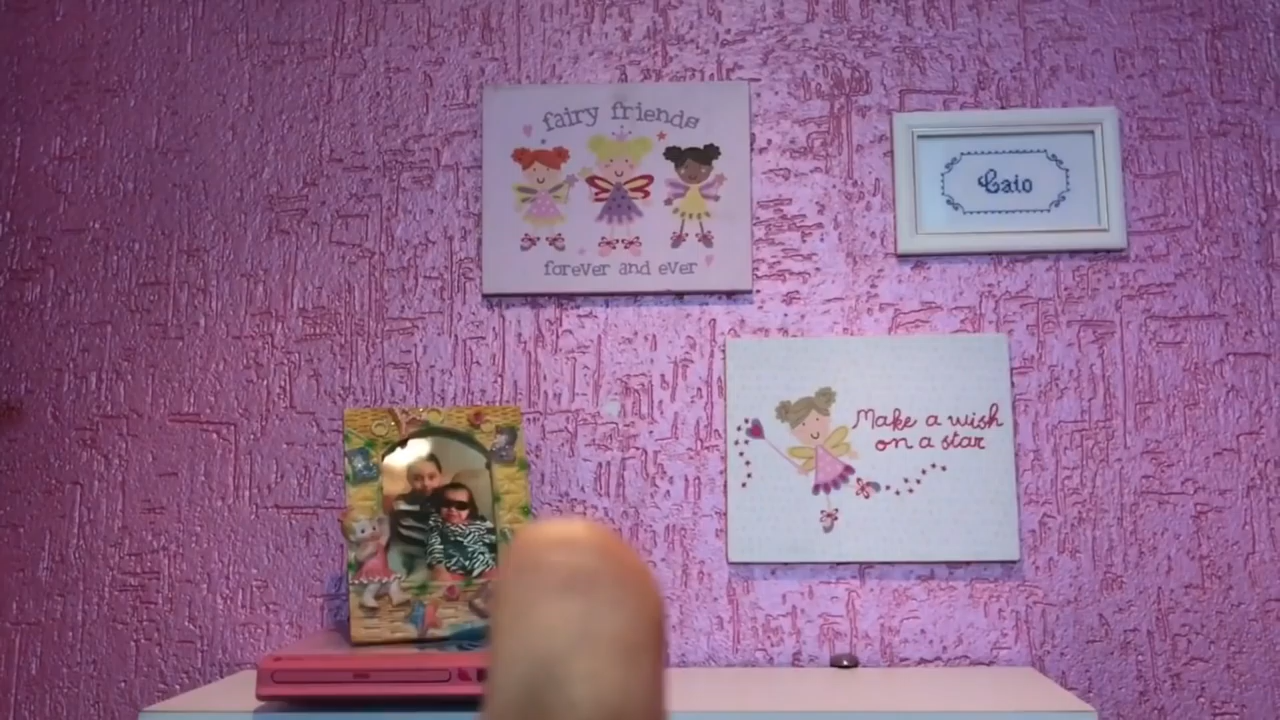 fairy friends
forever and ever
Caio
Make a wish
on a star